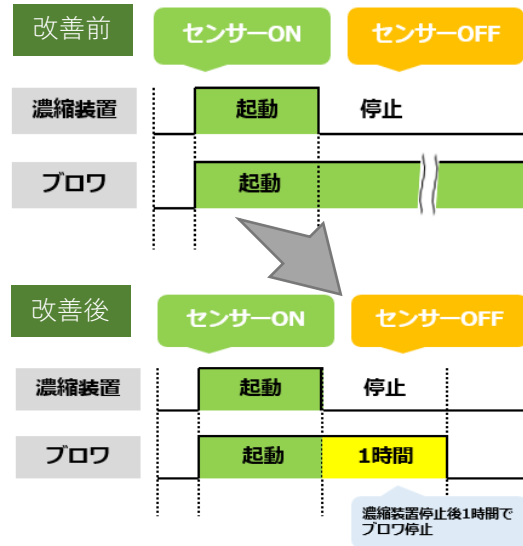 改善前
センサーON
センサーOFF
濃縮装置
起動
停止
ブロワ
起動
改善後
センサーON
センサーOFF
濃縮装置
起動
停止
ブロワ
起動
1時間
濃縮装置停止後1時間で
ブロワ停止